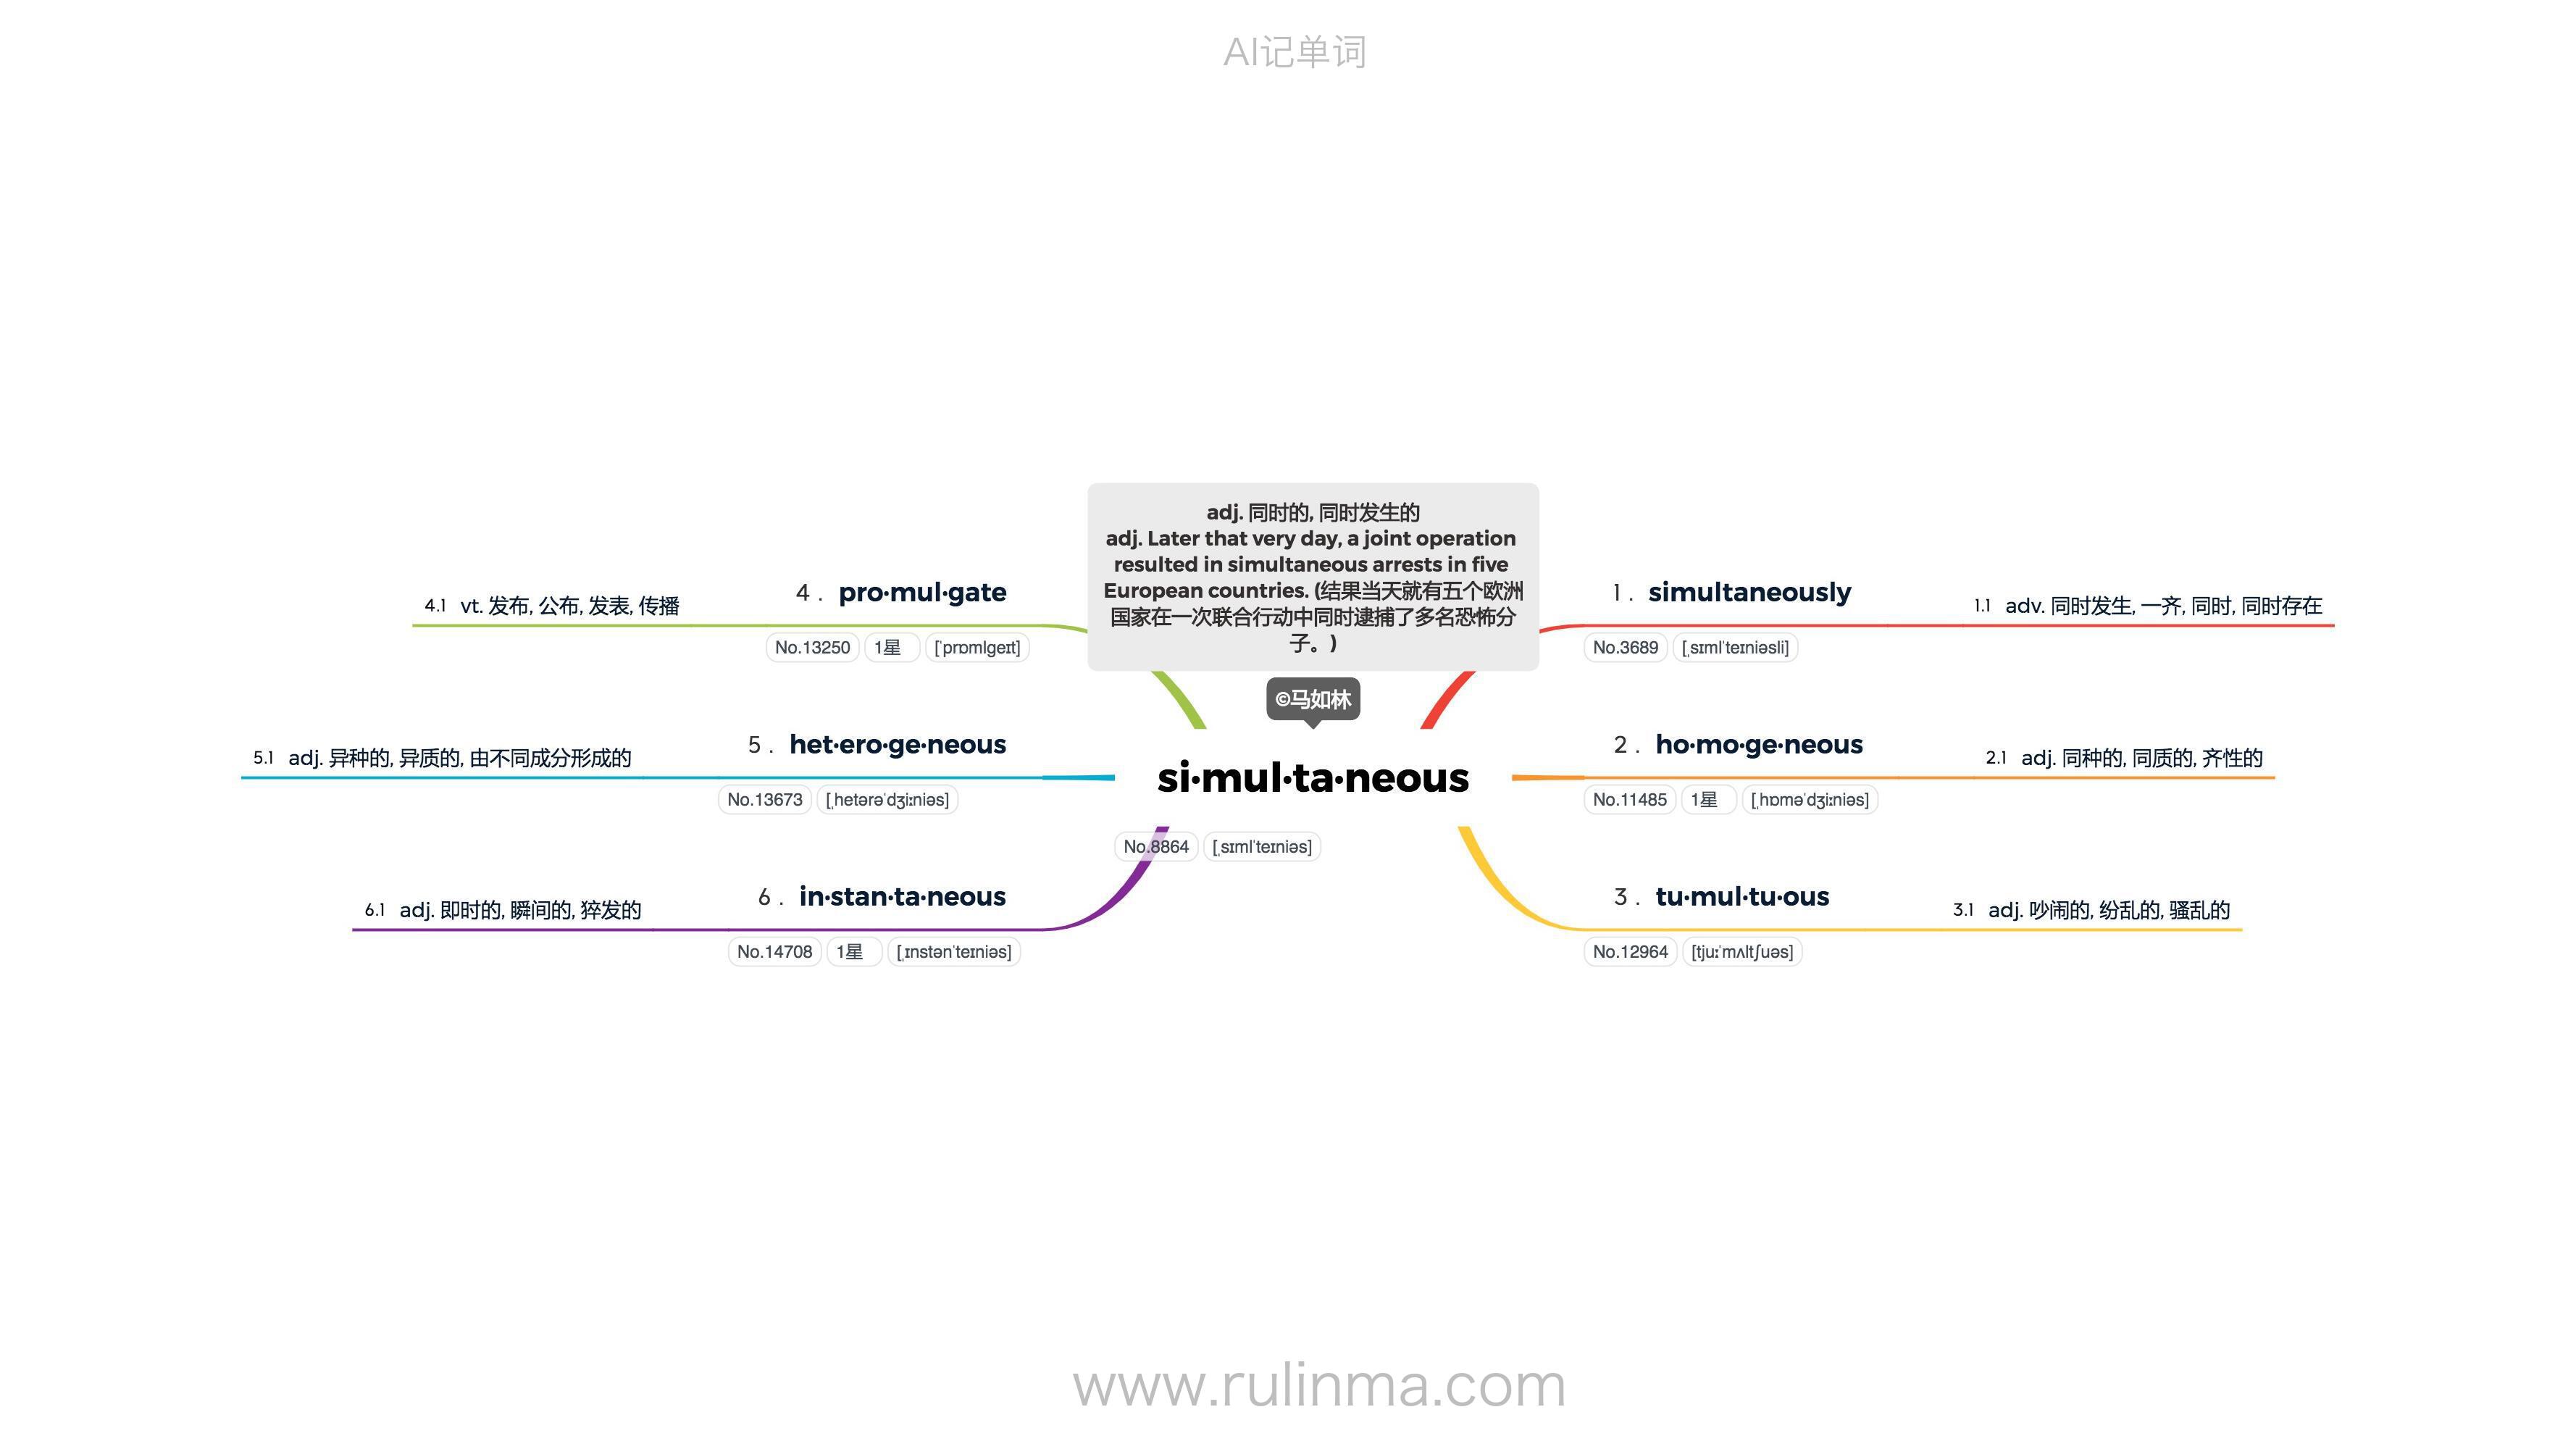 AI记单词
adj. 同时的, 同时发生的
adj. Later that very day, a joint operation
resulted in simultaneous arrests in five
European countries. (结果当天就有五个欧洲
国家在一次联合行动中同时逮捕了多名恐怖分
子。)
©马如林
si·mul·ta·neous
No.8864 [ˌsɪmlˈteɪniəs]
1 . simultaneously
No.3689 [ˌsɪmlˈteɪniəsli]
1.1 adv. 同时发生, 一齐, 同时, 同时存在
2 . ho·mo·ge·neous
No.11485 1星 [ˌhɒməˈdʒiːniəs]
2.1 adj. 同种的, 同质的, 齐性的
3 . tu·mul·tu·ous
No.12964 [tjuːˈmʌltʃuəs]
3.1 adj. 吵闹的, 纷乱的, 骚乱的
4 . pro·mul·gate
No.13250 1星 [ˈprɒmlɡeɪt]
4.1 vt. 发布, 公布, 发表, 传播
5 . het·ero·ge·neous
No.13673 [ˌhetərəˈdʒiːniəs]
5.1 adj. 异种的, 异质的, 由不同成分形成的
6 . in·stan·ta·neous
No.14708 1星 [ˌɪnstənˈteɪniəs]
6.1 adj. 即时的, 瞬间的, 猝发的
www.rulinma.com